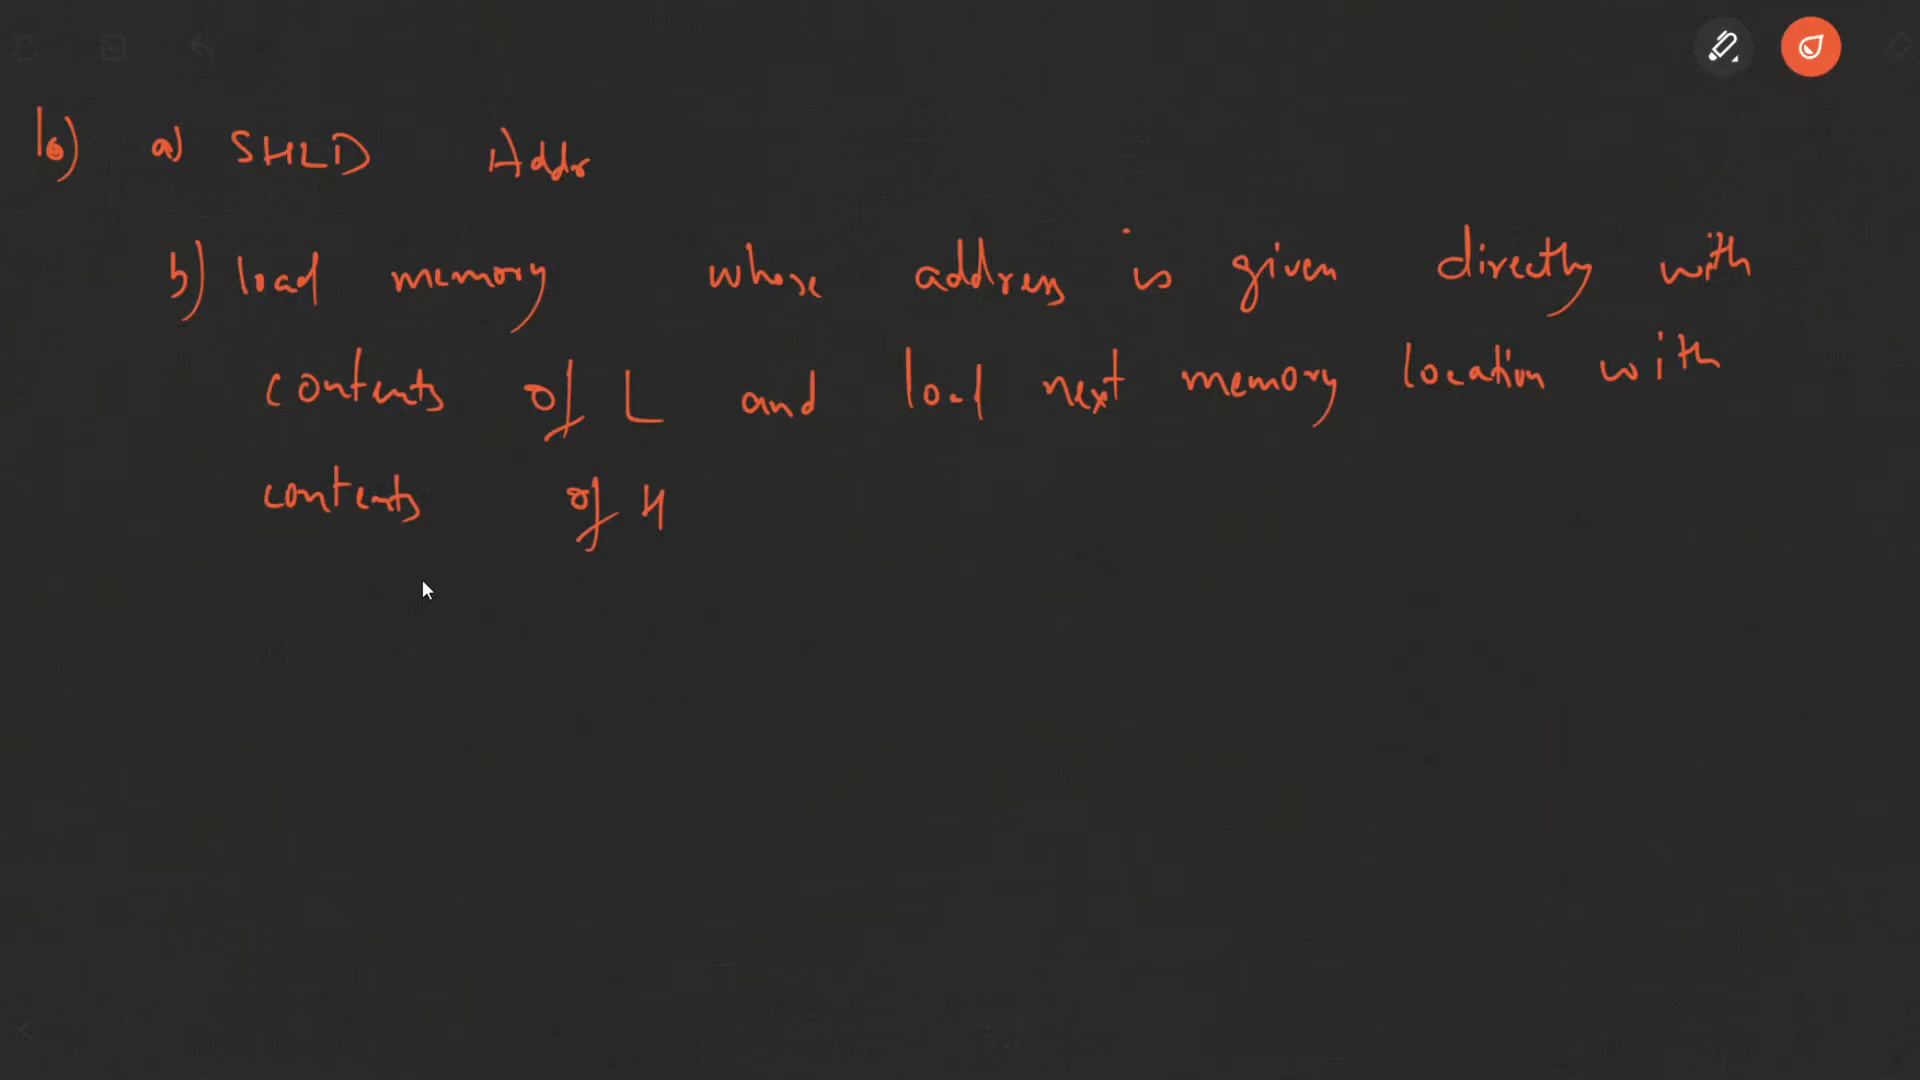 16) a) SHLD Addr
b) load memory whose address is given directly with
contents of L and load next memory location with
contents of H